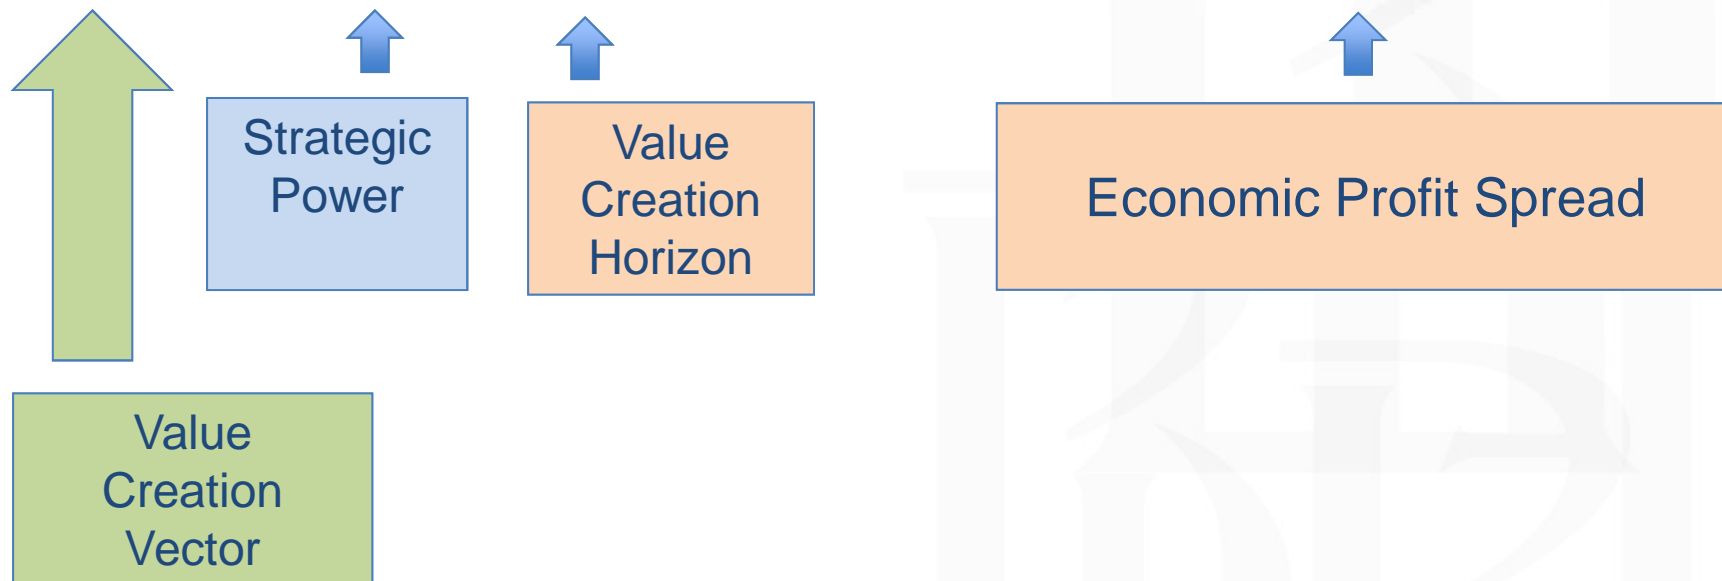 Strategic
Power
Value
Creation
Horizon
Economic Profit Spread
Value
Creation
Vector